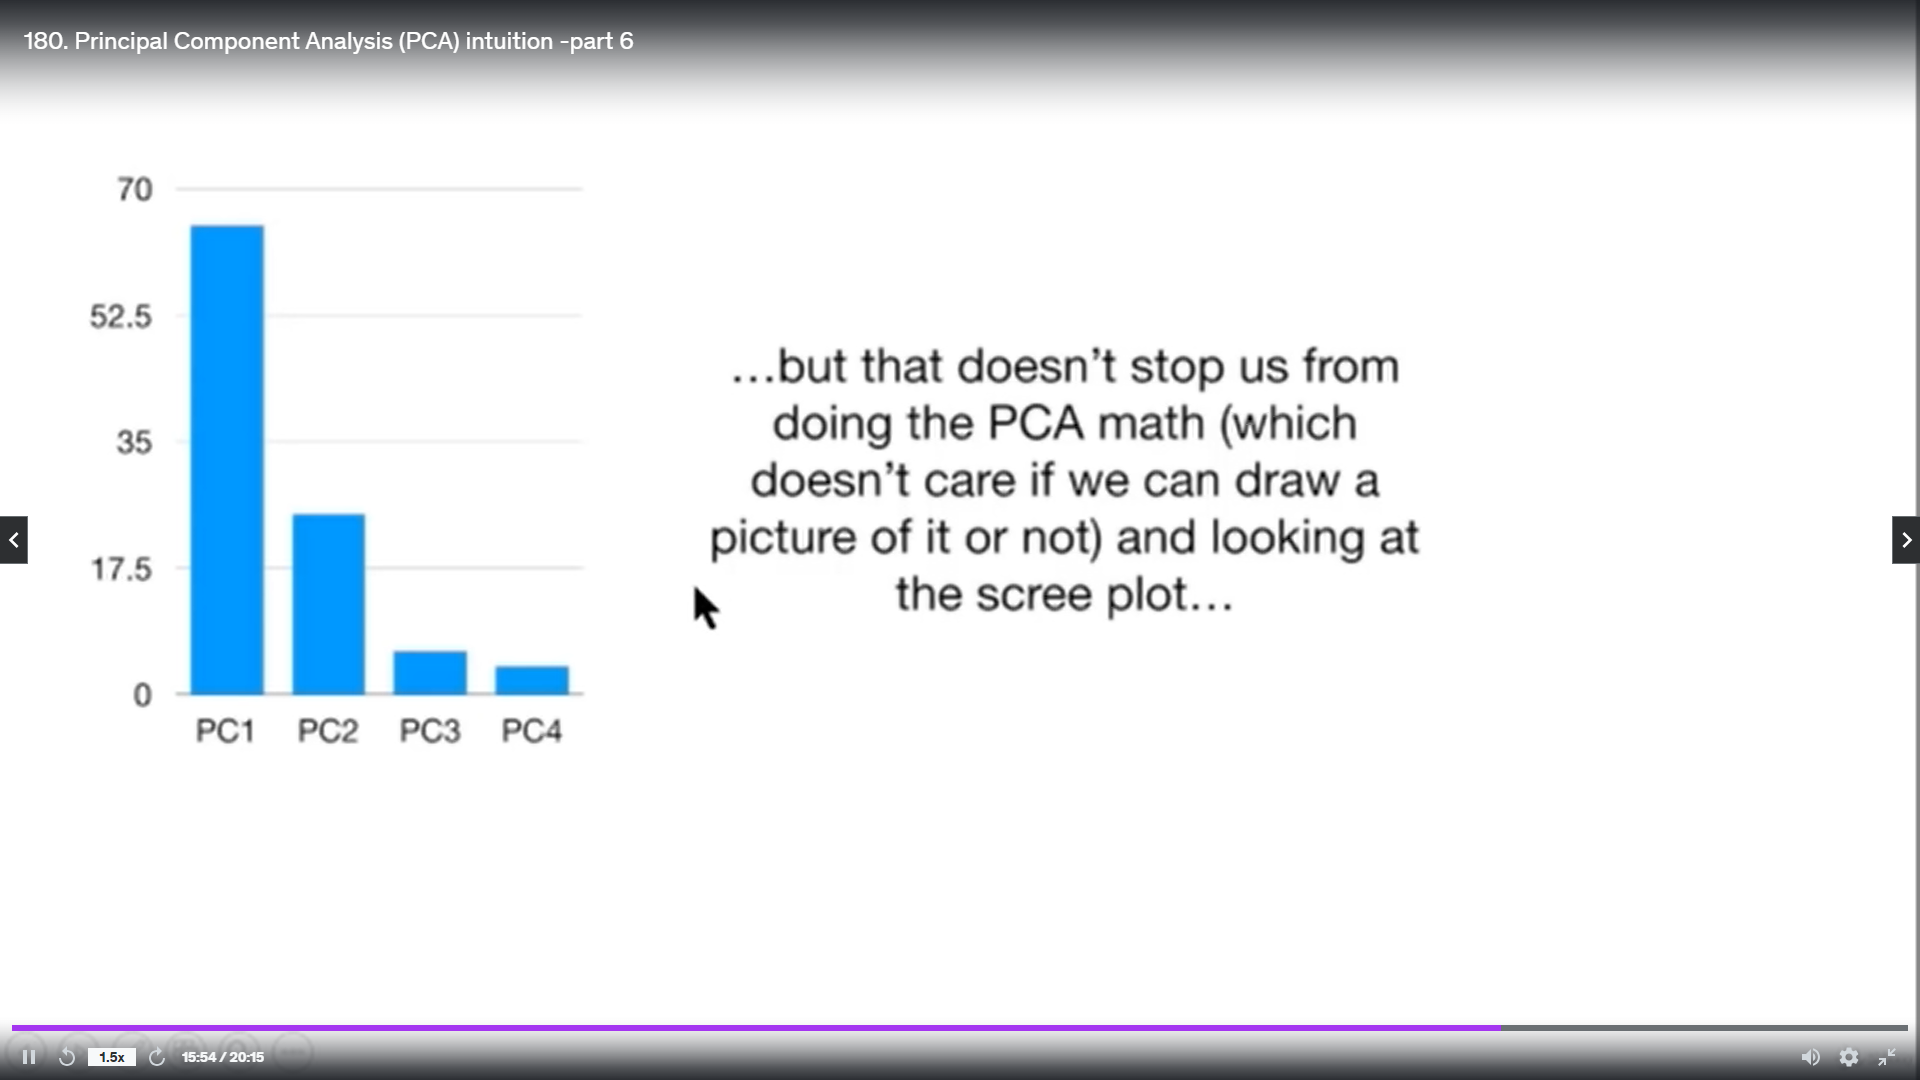 180. Principal Component Analysis (PCA) intuition -part 6
70
52.5
35
17.5
0
PC1 PC2 PC3 PC4
...but that doesn't stop us from
doing the PCA math (which
doesn't care if we can draw a
picture of it or not) and looking at
the scree plot...
1.5x 15:54 / 20:15